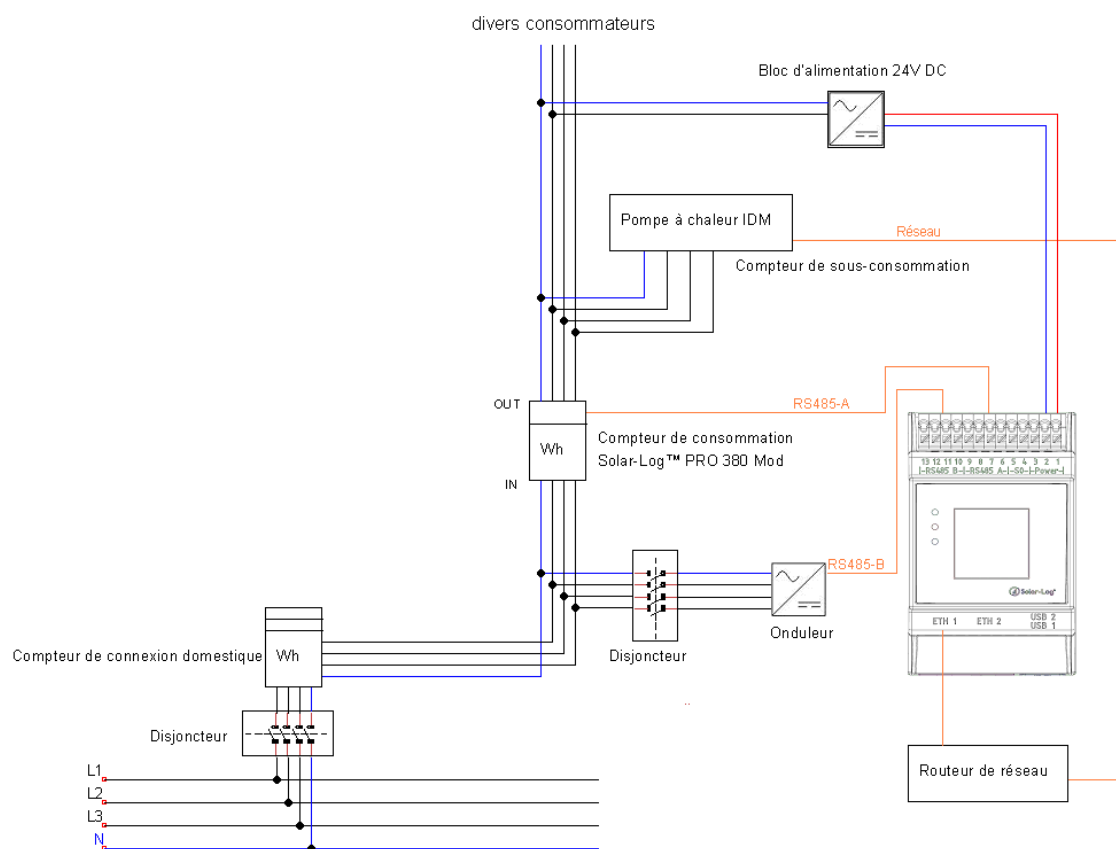 divers consommateurs
Bloc d'alimentation 24V DC
Pompe à chaleur IDM
Réseau
Compteur de sous-consommation
OUT
RS485-A
Wh
Compteur de consommation
Solar-Log™ PRO 380 Mod
IN
13 12 11 10 9 8 7 6 5 4 3 2 1
|-RS485 B-|-RS485 A-|-S0-|-Power-|
RS485-B
Solar-Log™
ETH 1
ETH 2
USB 2
USB 1
Onduleur
Disjoncteur
Compteur de connexion domestique
Wh
..
Disjoncteur
Routeur de réseau
L1
L2
L3
N